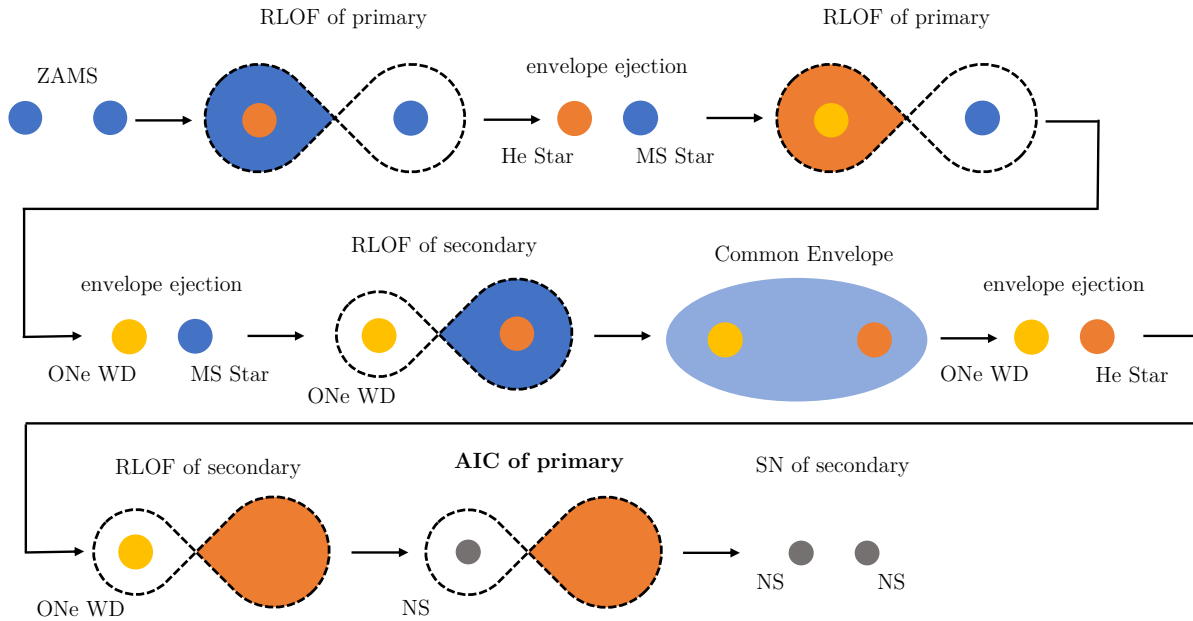 RLOF of primary
RLOF of primary
ZAMS
envelope ejection
He Star
MS Star
RLOF of secondary
Common Envelope
envelope ejection
envelope ejection
ONe WD
MS Star
ONe WD
ONe WD
He Star
RLOF of secondary
AIC of primary
SN of secondary
ONe WD
NS
NS
NS